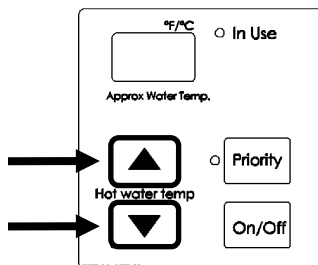 °F/°C
In Use
Approx Water Temp.
Priority
Hot water temp
On/Off